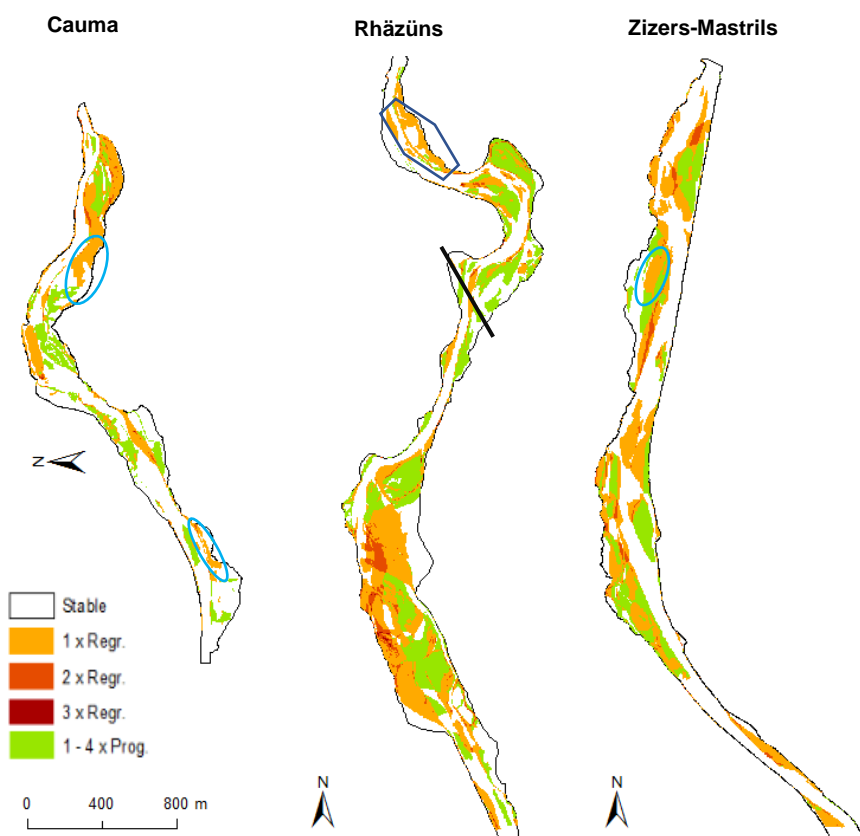 Cauma
Rhäzüns
Zizers-Mastrils
N
Stable
1 x Regr.
2 x Regr.
3 x Regr.
1 - 4 x Prog.
0 400 800 m
N
N